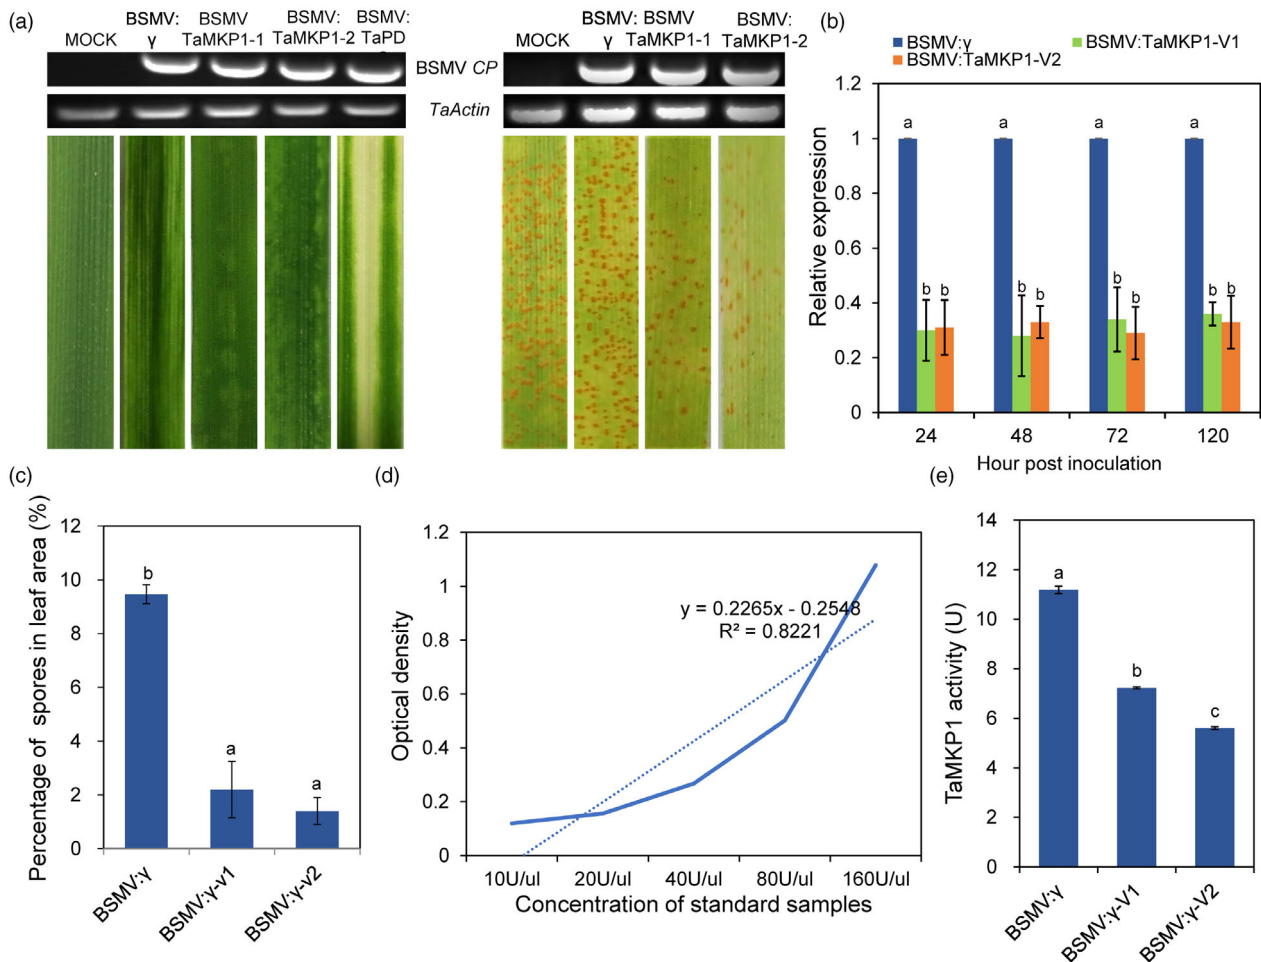 (a)
MOCK
BSMV:
γ
BSMV
TaMKP1-1
BSMV:
TaMKP1-2
BSMV:
TaPD
BSMV CP
TaActin
MOCK
BSMV:
γ
BSMV
TaMKP1-1
BSMV:
TaMKP1-2
(b)
BSMV:γ
BSMV:TaMKP1-V1
BSMV:TaMKP1-V2
Relative expression
1.2
1
0.8
0.6
0.4
0.2
0
a
b
b
a
b
b
a
b
b
a
b
b
24
48
72
120
Hour post inoculation
(c)
Percentage of spores in leaf area (%)
12
10
8
6
4
2
0
b
a
a
BSMV:γ
BSMV:γ-v1
BSMV:γ-v2
(d)
Optical density
1.2
1
0.8
0.6
0.4
0.2
0
y = 0.2265x - 0.2548
R² = 0.8221
10U/ul
20U/ul
40U/ul
80U/ul
160U/ul
Concentration of standard samples
(e)
TaMKP1 activity (U)
14
12
10
8
6
4
2
0
a
b
c
BSMV:γ
BSMV:γ-V1
BSMV:γ-V2